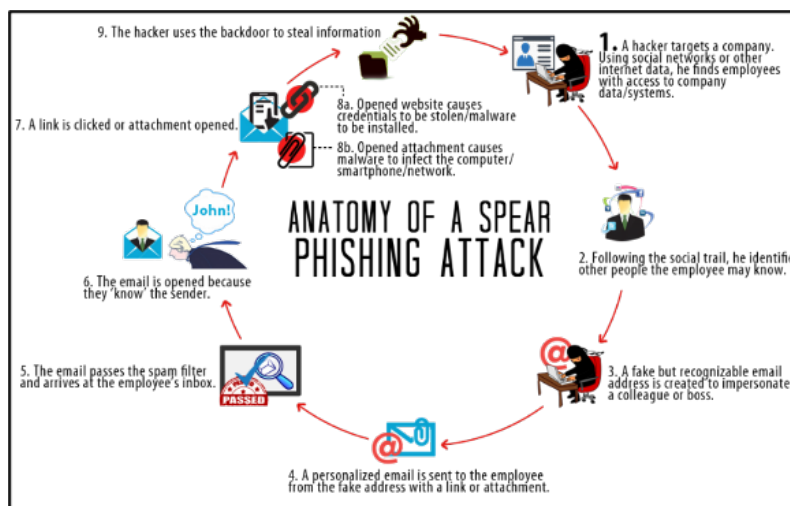 9. The hacker uses the backdoor to steal information
1. A hacker targets a company.
Using social networks or other
internet data, he finds employees
with access to company
data/systems.
8a. Opened website causes
credentials to be stolen/malware
to be installed.
7. A link is clicked or attachment opened.
8b. Opened attachment causes
malware to infect the computer/
smartphone/network.
John!
ANATOMY OF A SPEAR
PHISHING ATTACK
2. Following the social trail, he identifie
other people the employee may know.
6. The email is opened because
they 'know' the sender.
5. The email passes the spam filter
and arrives at the employee's inbox.
PASSED
@
3. A fake but recognizable email
address is created to impersonate
a colleague or boss.
@
4. A personalized email is sent to the employee
from the fake address with a link or attachment.